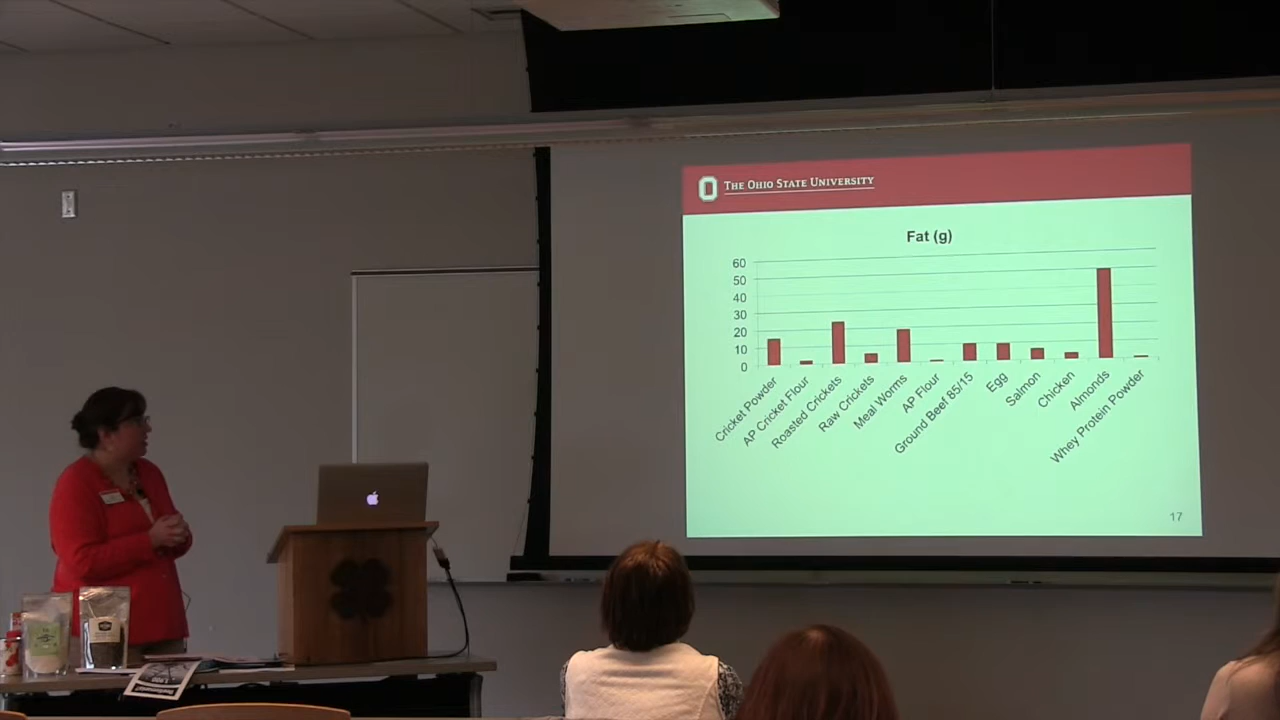 THE OHIO STATE UNIVERSITY
Fat (g)
60
50
40
30
20
10
0
Cricket Powder
AP Cricket Flour
Roasted Crickets
Raw Crickets
Meal Worms
AP Flour
Ground Beef 85/15
Egg
Salmon
Chicken
Almonds
Whey Protein Powder
17